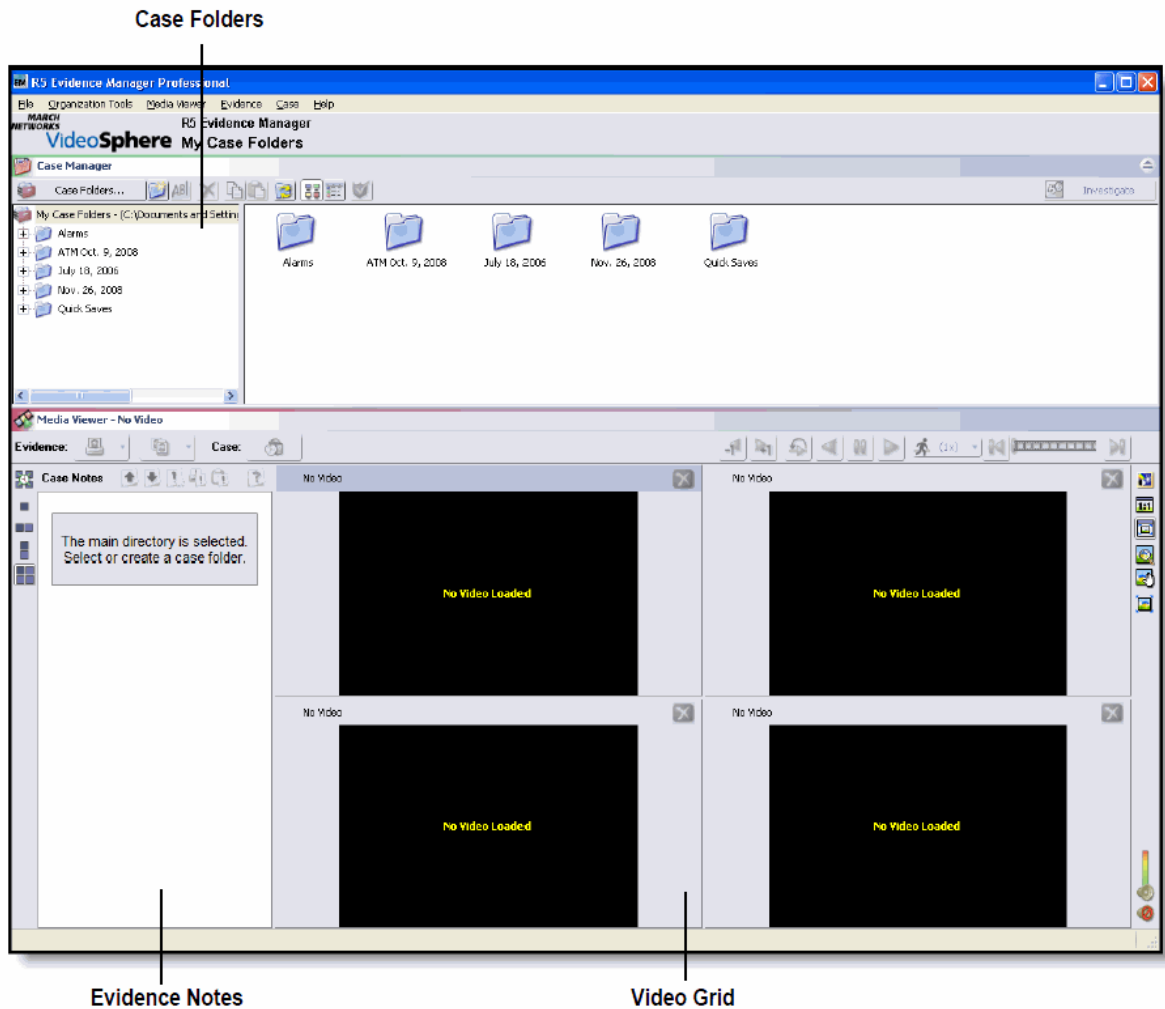 Case Folders
EM R5 Evidence Manager Professional
File Organization Tools Media Viewer Evidence Case Help
MARCH
NETWORKS
VideoSphere
R5 Evidence Manager
My Case Folders
Case Manager
Case Folders...
AB
Investigate
My Case Folders - (C:\Documents and Settin
Alarms
ATM Oct. 9, 2008
July 18, 2006
Nov. 26, 2008
Quick Saves
Alarms
ATM Oct. 9, 2008
July 18, 2006
Nov. 26, 2008
Quick Saves
Media Viewer - No Video
Evidence:
Case:
(1x)
Case Notes
The main directory is selected.
Select or create a case folder.
No Video
No Video Loaded
No Video
No Video Loaded
1:1
No Video
No Video Loaded
No Video
No Video Loaded
Evidence Notes
Video Grid